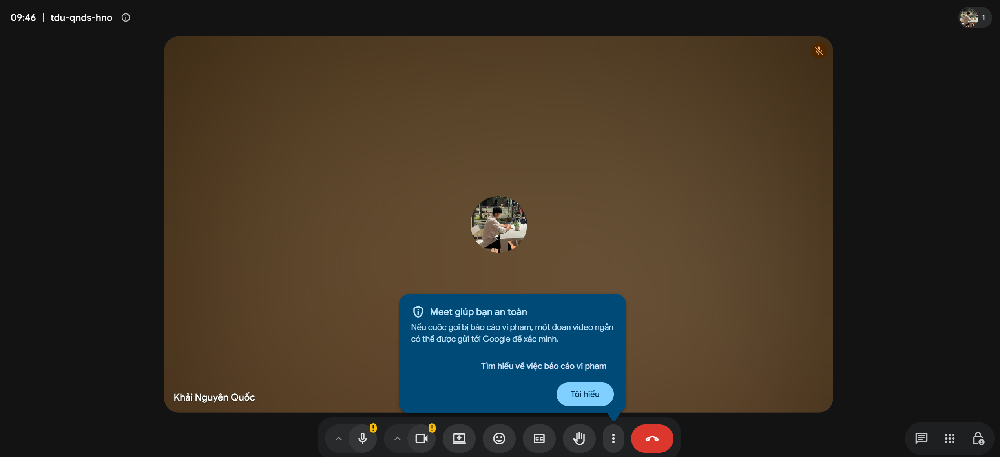 09:46
tdu-qnds-hno
1
Meet giúp bạn an toàn
Nếu cuộc gọi bị báo cáo vi phạm, một đoạn video ngắn
có thể được gửi tới Google để xác minh.
Tìm hiểu về việc báo cáo vi phạm
Tôi hiểu
Khải Nguyên Quốc
CC